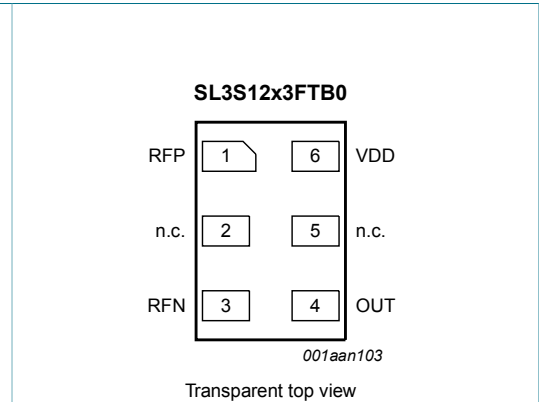 SL3S12x3FTB0
RFP 1 6 VDD
n.c. 2 5 n.c.
RFN 3 4 OUT
001aan103
Transparent top view